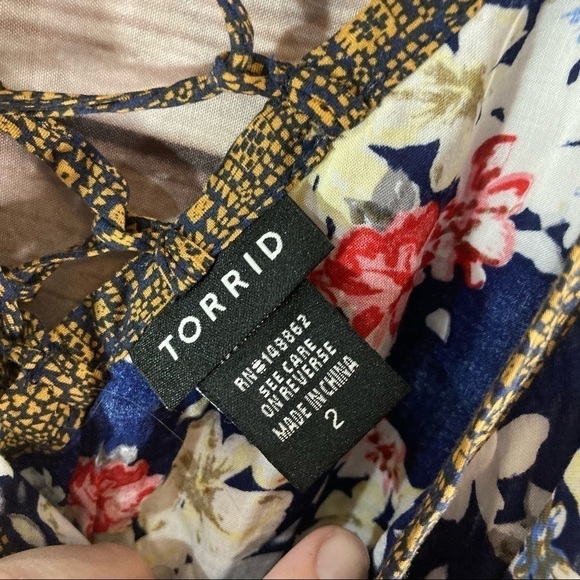 TORRID
RN#148862
SEE CARE
ON REVERSE
MADE IN CHINA
2